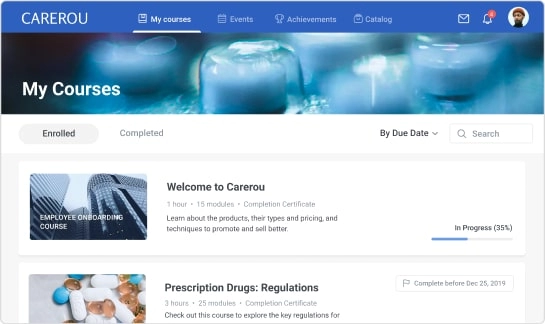 CAREROU
My courses
Events
Achievements
Catalog
My Courses
Enrolled
Completed
By Due Date
Search
EMPLOYEE ONBOARDING
COURSE
Welcome to Carerou
1 hour • 15 modules • Completion Certificate
Learn about the products, their types and pricing, and
techniques to promote and sell better.
In Progress (35%)
Prescription Drugs: Regulations
3 hours • 25 modules • Completion Certificate
Check out this course to explore the key regulations for
Complete before Dec 25, 2019